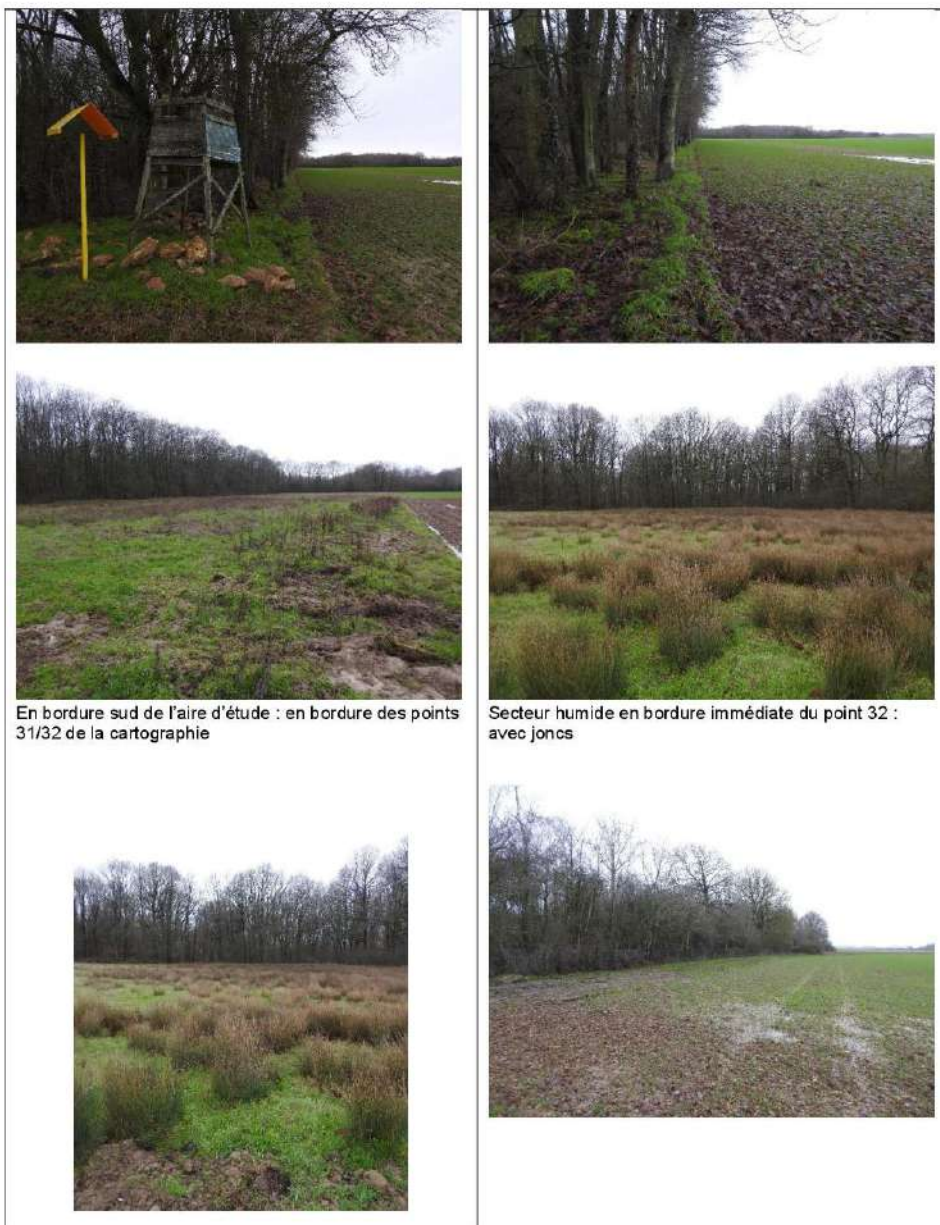 En bordure sud de l'aire d'étude : en bordure des points
31/32 de la cartographie
Secteur humide en bordure immédiate du point 32 :
avec joncs